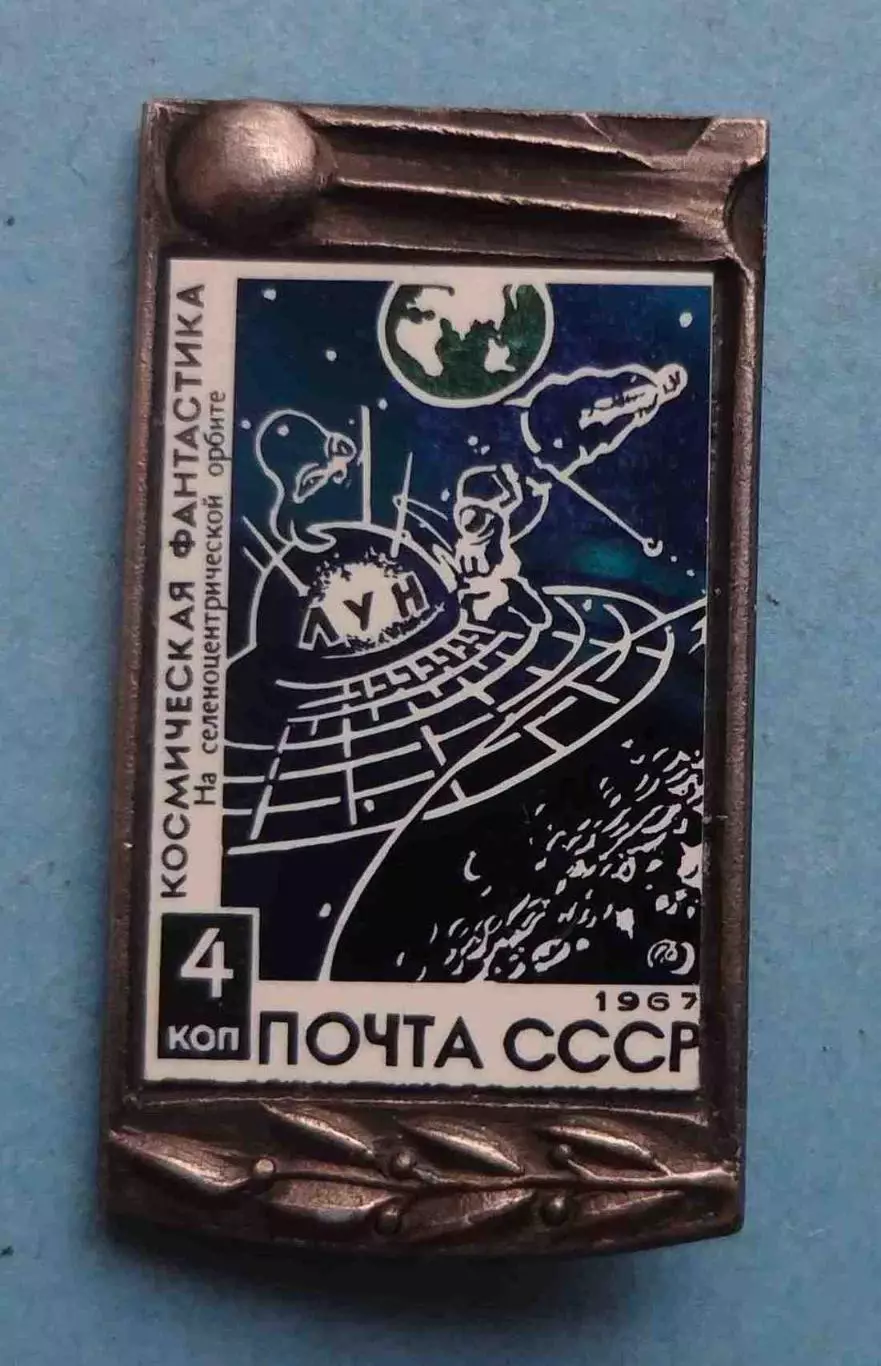 КОСМИЧЕСКАЯ ФАНТАСТИКА
На селеноцентрической орбите
ЛУН
4
КОП
1967
ПОЧТА СССР